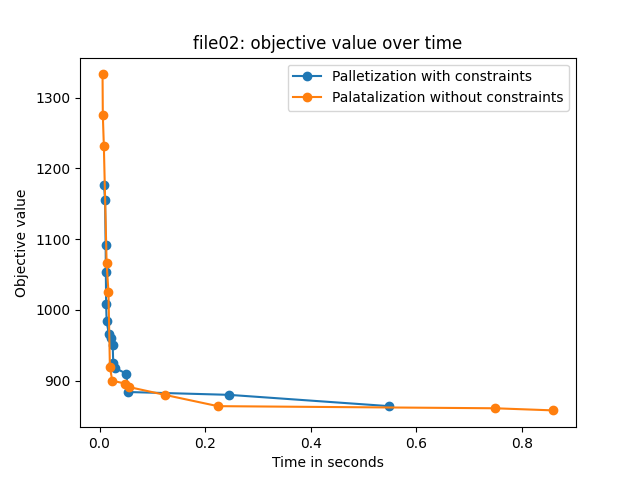 file02: objective value over time
Palletization with constraints
Palatalization without constraints
1300
1200
1100
1000
900
Objective value
0.0 0.2 0.4 0.6 0.8
Time in seconds